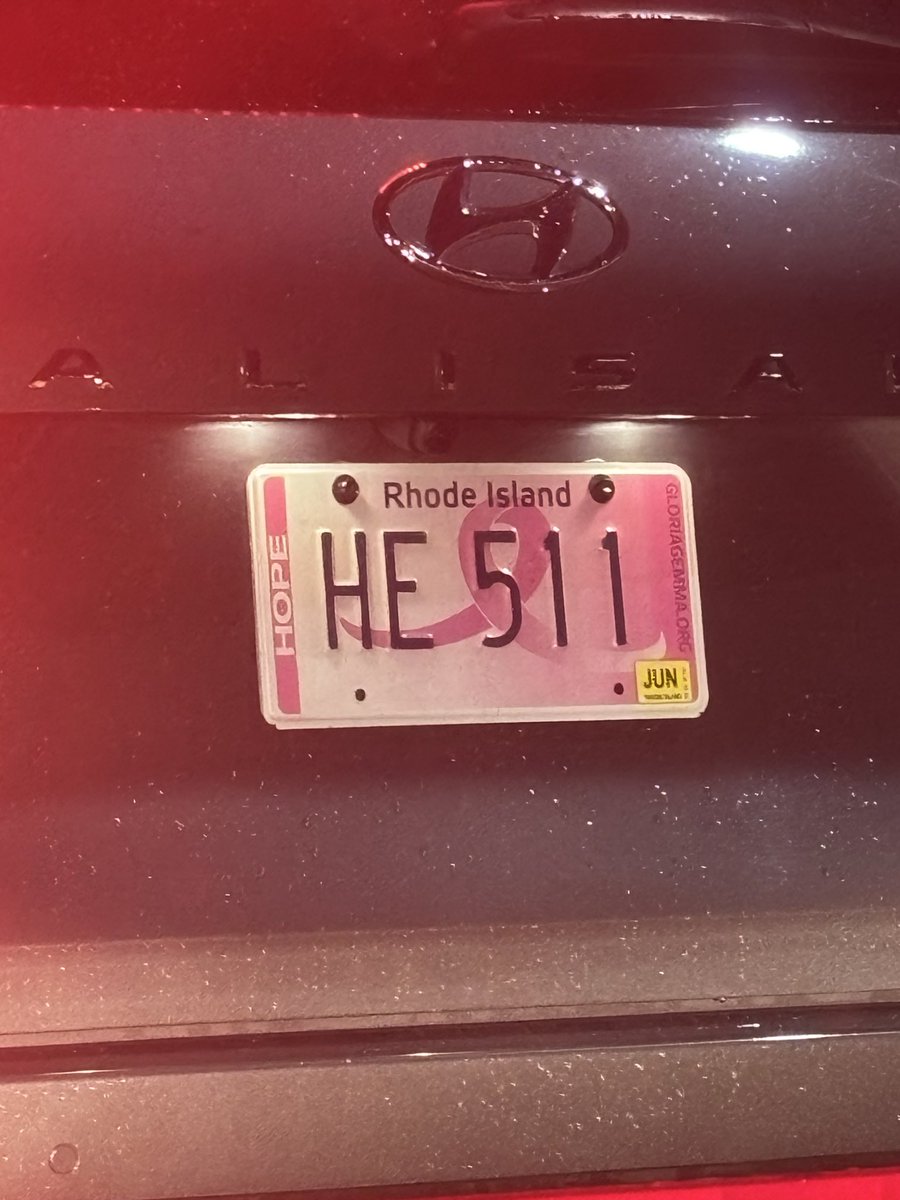 ALISA
Rhode Island
HOPE
HE 511
GLORIAGEMMA.ORG
JUN